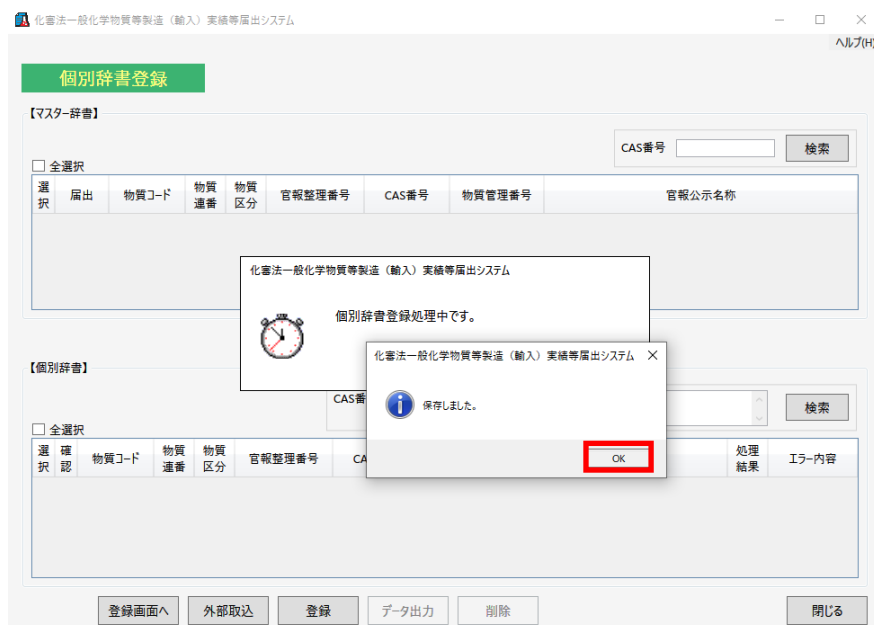 化審法一般化学物質等製造（輸入）実績等届出システム
ヘルプ(H)
個別辞書登録
【マスター辞書】
CAS番号
検索
全選択
選択 届出 物質コード 物質連番 物質区分 官報整理番号 CAS番号 物質管理番号 官報公示名称
化審法一般化学物質等製造（輸入）実績等届出システム
個別辞書登録処理中です。
化審法一般化学物質等製造（輸入）実績等届出システム
保存しました。
OK
【個別辞書】
CAS番
検索
全選択
選択 確認 物質コード 物質連番 物質区分 官報整理番号 CA 処理結果 エラー内容
登録画面へ 外部取込 登録 データ出力 削除 閉じる